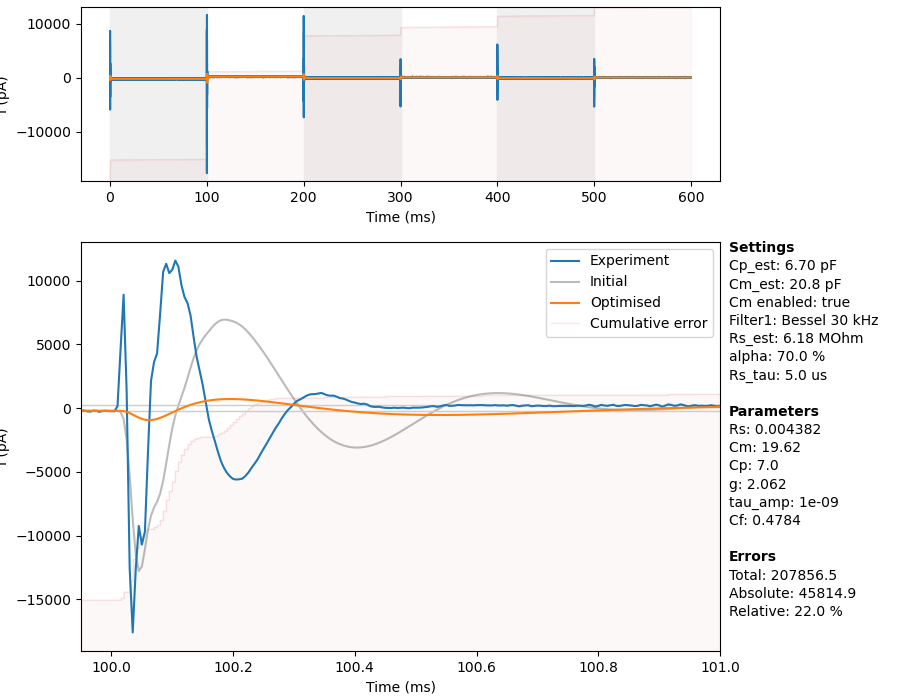 10000
0
−10000
I (pA)
0 100 200 300 400 500 600
Time (ms)
10000
5000
0
−5000
−10000
−15000
I (pA)
100.0 100.2 100.4 100.6 100.8 101.0
Time (ms)
Experiment
Initial
Optimised
Cumulative error
Settings
Cp_est: 6.70 pF
Cm_est: 20.8 pF
Cm enabled: true
Filter1: Bessel 30 kHz
Rs_est: 6.18 MOhm
alpha: 70.0 %
Rs_tau: 5.0 us
Parameters
Rs: 0.004382
Cm: 19.62
Cp: 7.0
g: 2.062
tau_amp: 1e-09
Cf: 0.4784
Errors
Total: 207856.5
Absolute: 45814.9
Relative: 22.0 %